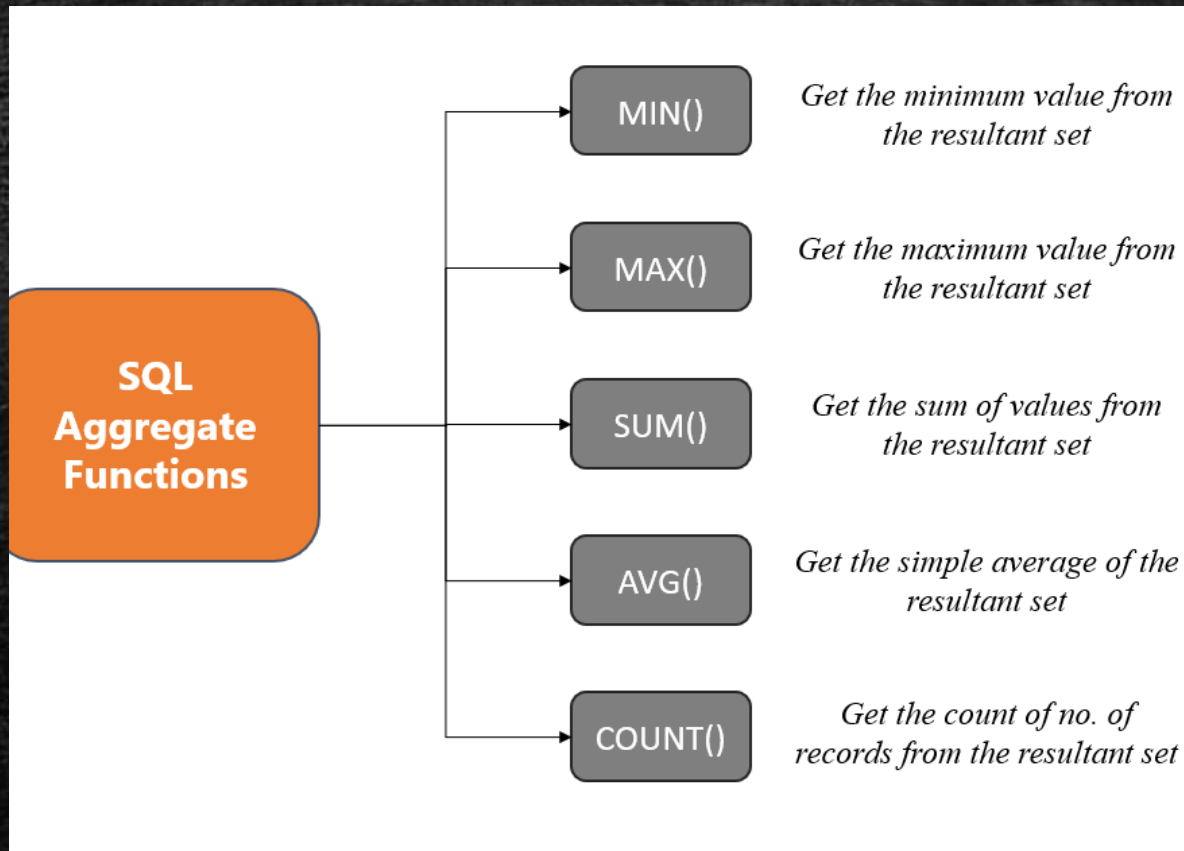 MIN()
Get the minimum value from
the resultant set
MAX()
Get the maximum value from
the resultant set
SQL
Aggregate
Functions
SUM()
Get the sum of values from
the resultant set
AVG()
Get the simple average of the
resultant set
COUNT()
Get the count of no. of
records from the resultant set